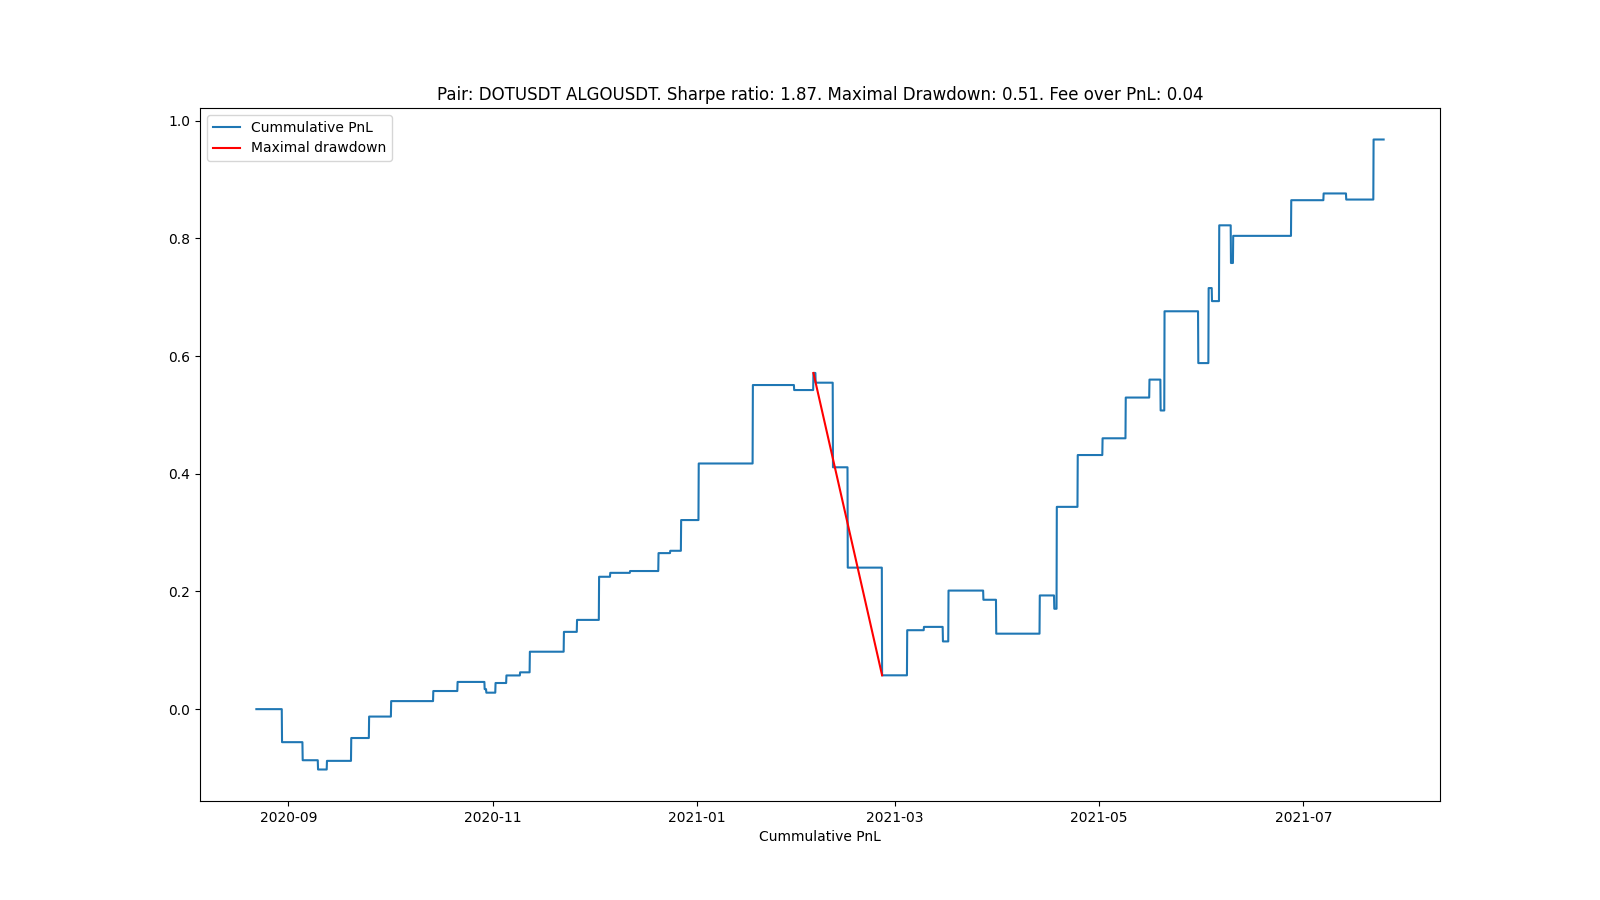 Pair: DOTUSDT ALGOUSDT. Sharpe ratio: 1.87. Maximal Drawdown: 0.51. Fee over PnL: 0.04
Cummulative PnL
Maximal drawdown
1.0
0.8
0.6
0.4
0.2
0.0
2020-09 2020-11 2021-01 2021-03 2021-05 2021-07
Cummulative PnL